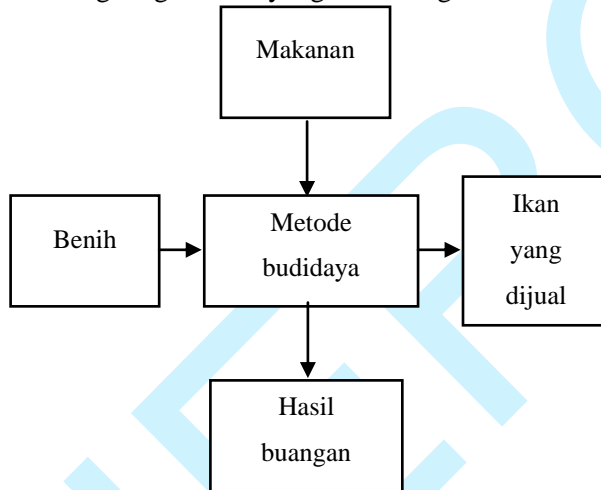 Makanan
Benih
Metode
budidaya
Ikan
yang
dijual
Hasil
buangan